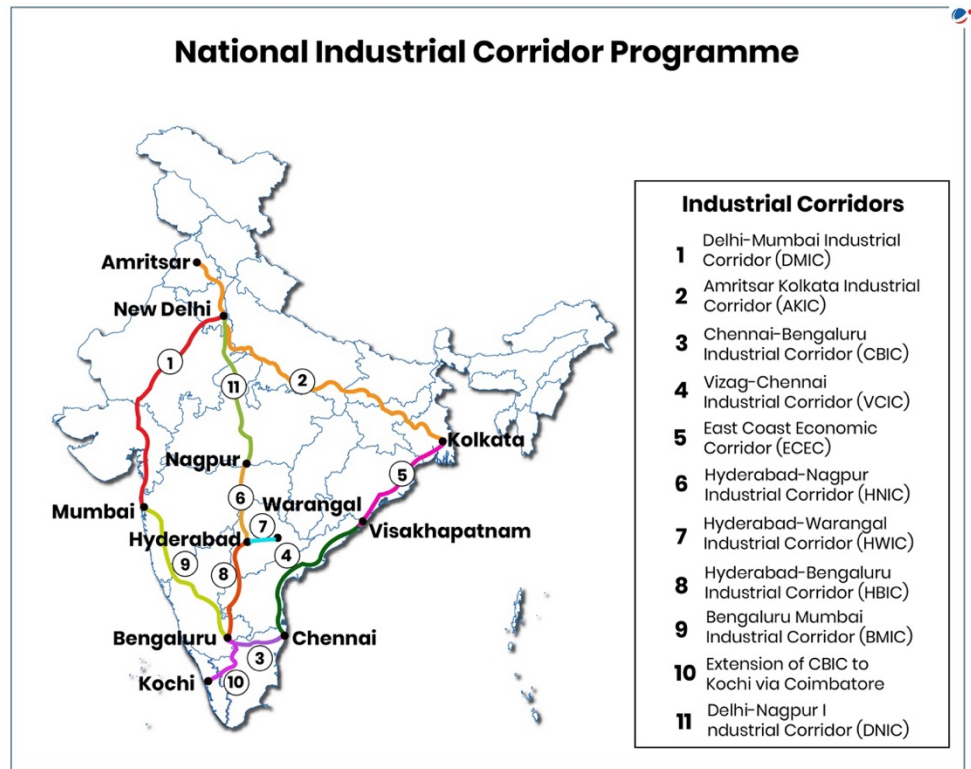 National Industrial Corridor Programme
Amritsar
New Delhi
1
11
2
Nagpur
Kolkata
5
6
Warangal
Mumbai
7
Visakhapatnam
Hyderabad
4
9
8
Bengaluru
Chennai
3
Kochi
10
Industrial Corridors
1
Delhi-Mumbai Industrial
Corridor (DMIC)
2
Amritsar Kolkata Industrial
Corridor (AKIC)
3
Chennai-Bengaluru
Industrial Corridor (CBIC)
4
Vizag-Chennai
Industrial Corridor (VCIC)
5
East Coast Economic
Corridor (ECEC)
6
Hyderabad-Nagpur
Industrial Corridor (HNIC)
7
Hyderabad-Warangal
Industrial Corridor (HWIC)
8
Hyderabad-Bengaluru
Industrial Corridor (HBIC)
9
Bengaluru Mumbai
Industrial Corridor (BMIC)
10
Extension of CBIC to
Kochi via Coimbatore
11
Delhi-Nagpur I
ndustrial Corridor (DNIC)